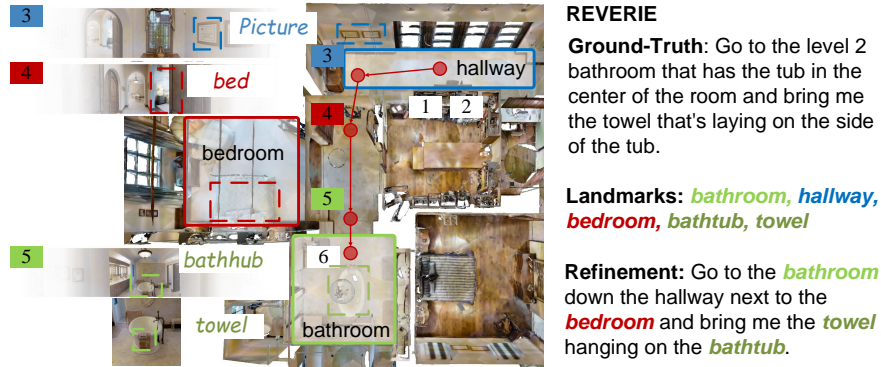 3
Picture
4
bed
5
bathhub
towel
3
hallway
1
2
4
bedroom
5
6
bathroom
REVERIE
Ground-Truth: Go to the level 2
bathroom that has the tub in the
center of the room and bring me
the towel that's laying on the side
of the tub.
Landmarks: bathroom, hallway,
bedroom, bathtub, towel
Refinement: Go to the bathroom
down the hallway next to the
bedroom and bring me the towel
hanging on the bathtub.